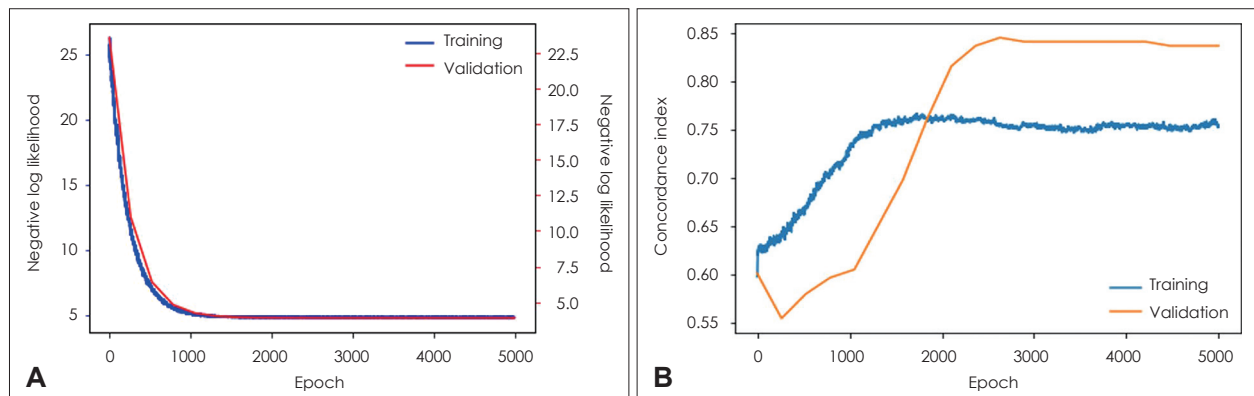 Negative log likelihood
25
20
15
10
5
Training
Validation
22.5
20.0
17.5
15.0
12.5
10.0
7.5
5.0
Negative log likelihood
0
1000
2000
3000
4000
5000
Epoch
A
Concordance index
0.85
0.80
0.75
0.70
0.65
0.60
0.55
Training
Validation
0
1000
2000
3000
4000
5000
Epoch
B